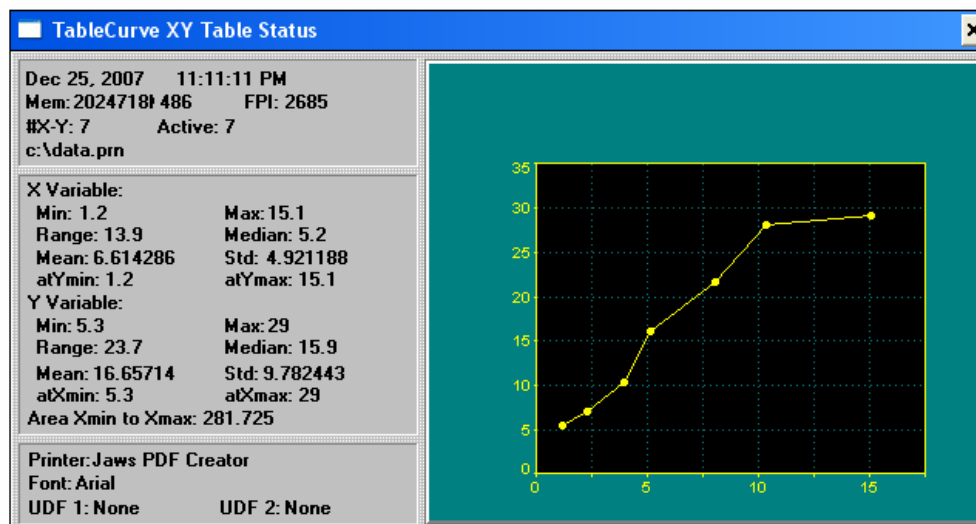 TableCurve XY Table Status
Dec 25, 2007 11:11:11 PM
Mem: 2024718 486 FPI: 2685
#X-Y: 7 Active: 7
c:\data.prn
X Variable:
Min: 1.2 Max: 15.1
Range: 13.9 Median: 5.2
Mean: 6.614286 Std: 4.921188
atYmin: 1.2 atYmax: 15.1
Y Variable:
Min: 5.3 Max: 29
Range: 23.7 Median: 15.9
Mean: 16.65714 Std: 9.782443
atXmin: 5.3 atXmax: 29
Area Xmin to Xmax: 281.725
Printer: Jaws PDF Creator
Font: Arial
UDF 1: None UDF 2: None
35
30
25
20
15
10
5
0
0 5 10 15